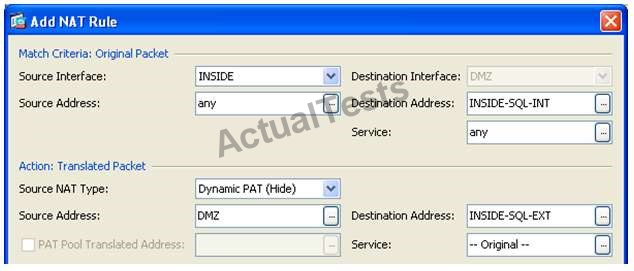 Add NAT Rule
Match Criteria: Original Packet
Source Interface: INSIDE Destination Interface: DMZ
Source Address: any ... Destination Address: INSIDE-SQL-INT ...
Service: any ...
ActualTests
Action: Translated Packet
Source NAT Type: Dynamic PAT (Hide)
Source Address: DMZ ... Destination Address: INSIDE-SQL-EXT ...
PAT Pool Translated Address: ... Service: -- Original -- ...